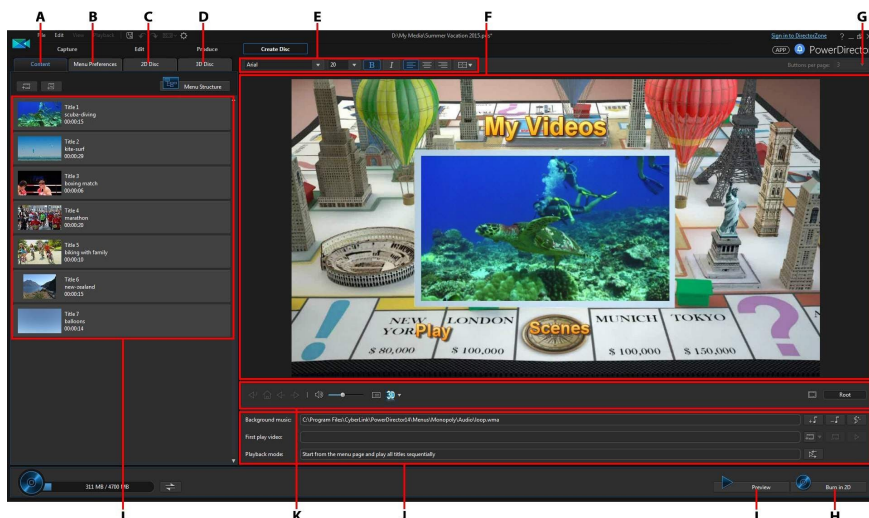 A B C D E F G
File Edit View Playback D:\My Media\Summer Vacation 2015.pds* Sign in to DirectorZone ?
Capture Edit Produce Create Disc APP PowerDirector
Content Menu Preferences 2D Disc 3D Disc Arial 20 B I Buttons per page:
Menu Structure
Title 1
scuba-diving
00:00:15
Title 2
kite-surf
00:00:29
Title 3
boxing match
00:00:06
Title 4
marathon
00:00:20
Title 5
biking with family
00:00:10
Title 6
new-zealand
00:00:15
Title 7
balloons
00:00:14
My Videos
NEW YORK
$ 80,000
LONDON
$ 100,000
MUNICH
$ 100,000
TOKYO
$ 150,000
Play
Scenes
3D Root
Background music: C:\Program Files\CyberLink\PowerDirector14\Menus\Monopoly\Audio\loop.wma
First play video:
Playback mode: Start from the menu page and play all titles sequentially
311 MB / 4700 MB Preview Burn in 2D
L K J I H